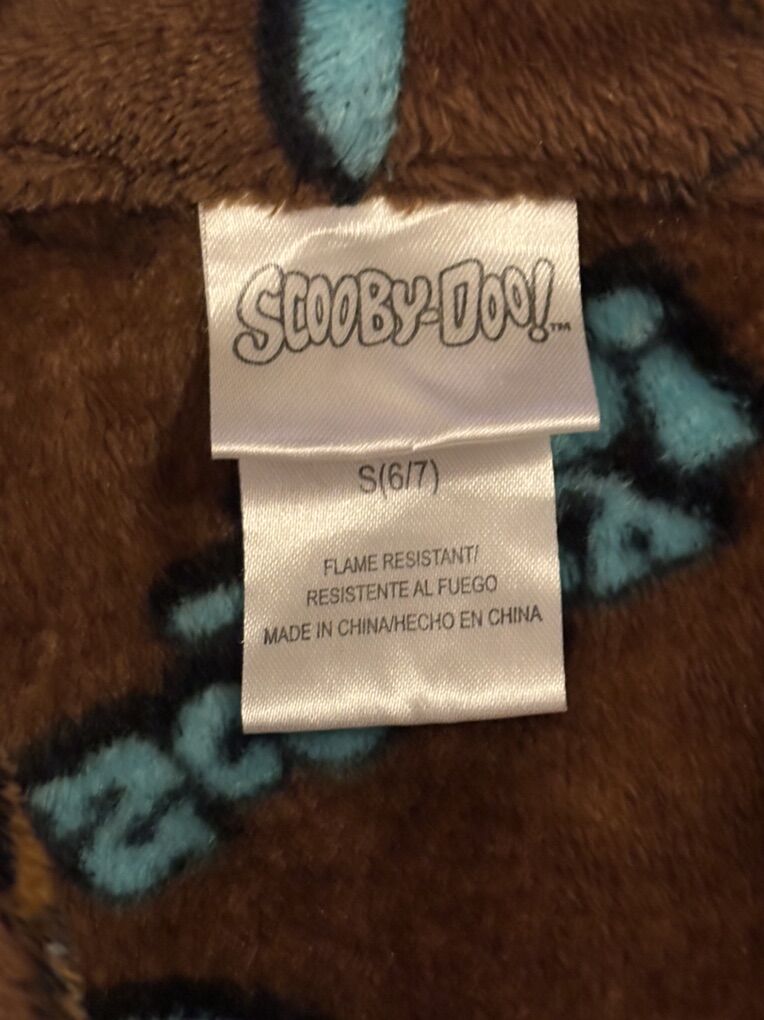 SCOOBY-DOO!™
S(6/7)
FLAME RESISTANT/
RESISTENTE AL FUEGO
MADE IN CHINA/HECHO EN CHINA